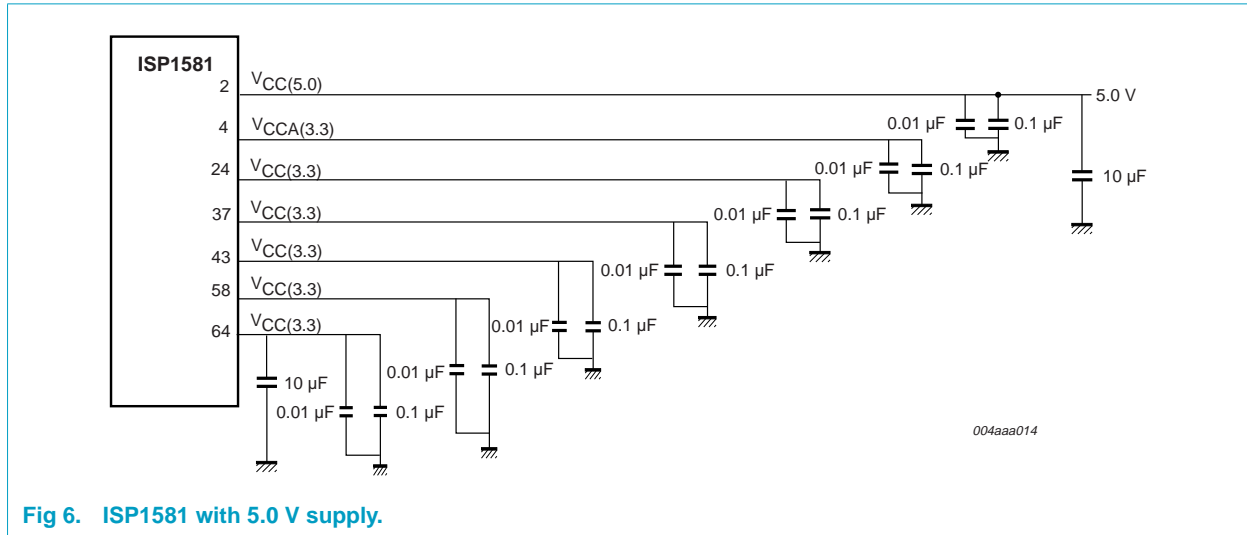 ISP1581
2 VCC(5.0) 5.0 V
0.01 µF 0.1 µF
4 VCCA(3.3)
0.01 µF 0.1 µF 10 µF
24 VCC(3.3)
0.01 µF 0.1 µF
37 VCC(3.3)
0.01 µF 0.1 µF
43 VCC(3.3)
0.01 µF 0.1 µF
58 VCC(3.3)
0.01 µF 0.1 µF
64 VCC(3.3)
10 µF
0.01 µF 0.1 µF
004aaa014
Fig 6. ISP1581 with 5.0 V supply.